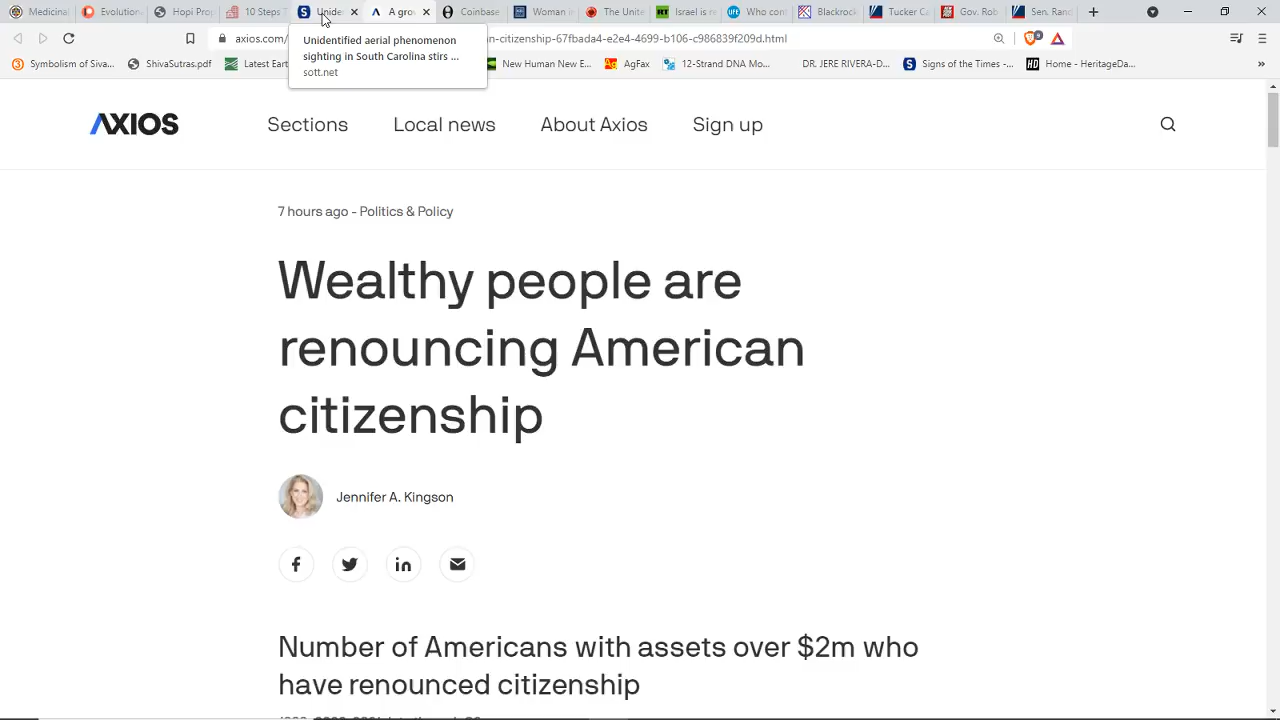 Medicinal
Evolution
Hopi Prop
10 Steps T
Unide
A grov
Coinbase
Woman i
The Unite
Israel is r
Who cont
Blackrock
Tucker Ca
Gov. Rob
Sen. Rand
axios.com/
n-citizenship-67fbada4-e2e4-4699-b106-c986839f209d.html
Unidentified aerial phenomenon
sighting in South Carolina stirs ...
sott.net
Symbolism of Siva...
ShivaSutras.pdf
Latest Eart
New Human New E...
AgFax
12-Strand DNA Mo...
DR. JERE RIVERA-D...
Signs of the Times -...
Home - HeritageDa...
AXIOS
Sections
Local news
About Axios
Sign up
7 hours ago - Politics & Policy
Wealthy people are
renouncing American
citizenship
Jennifer A. Kingson
Number of Americans with assets over $2m who
have renounced citizenship